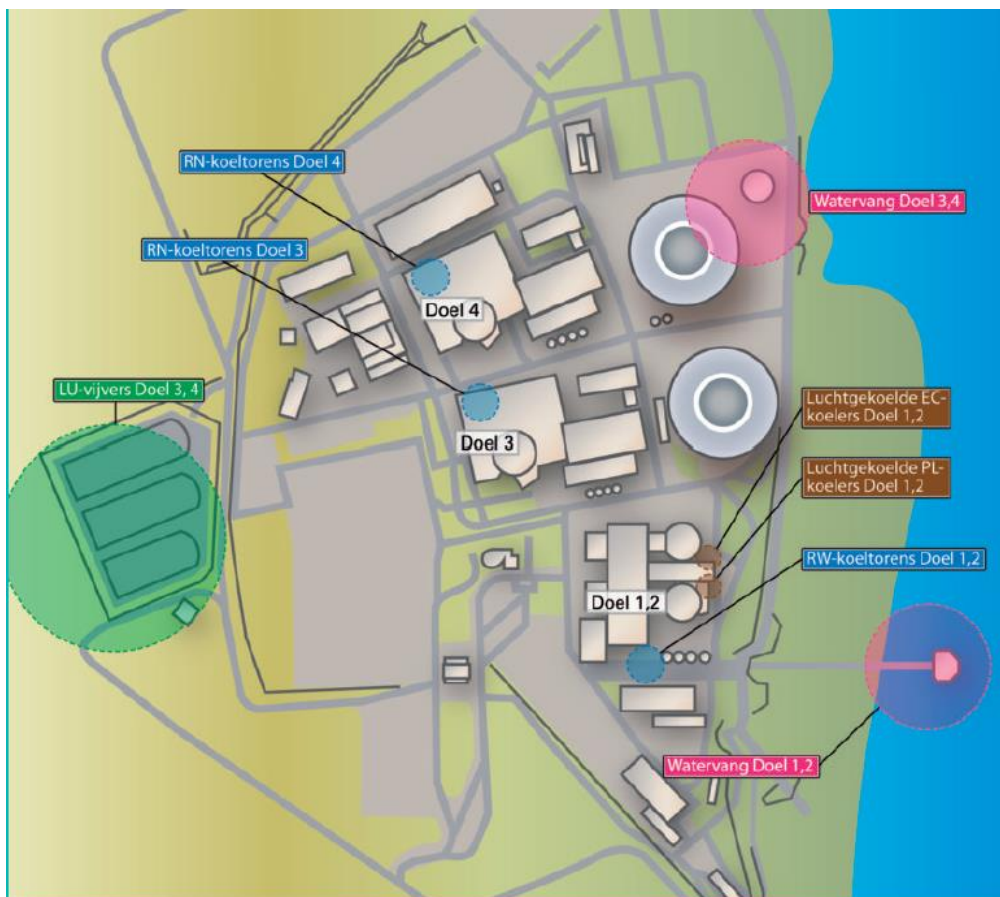 RN-koeltorens Doel 4
Watervang Doel 3,4
RN-koeltorens Doel 3
Doel 4
LU-vijvers Doel 3, 4
Luchtgekoelde EC-
koelers Doel 1,2
Doel 3
Luchtgekoelde PL-
koelers Doel 1,2
RW-koeltorens Doel 1,2
Doel 1,2
Watervang Doel 1,2